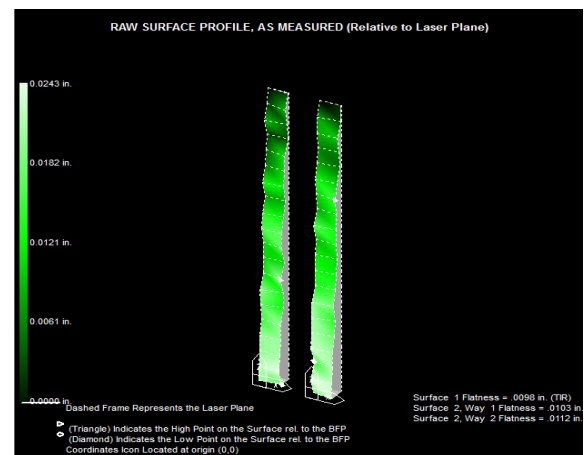 RAW SURFACE PROFILE, AS MEASURED (Relative to Laser Plane)
0.0243 in.
0.0182 in.
0.0121 in.
0.0061 in.
0.0000 in.
Dashed Frame Represents the Laser Plane
(Triangle) Indicates the High Point on the Surface rel. to the BFP
(Diamond) Indicates the Low Point on the Surface rel. to the BFP
Coordinates Icon Located at origin (0,0)
Surface 1 Flatness = .0098 in. (TIR)
Surface 2, Way 1 Flatness = .0103 in.
Surface 2, Way 2 Flatness = .0112 in.